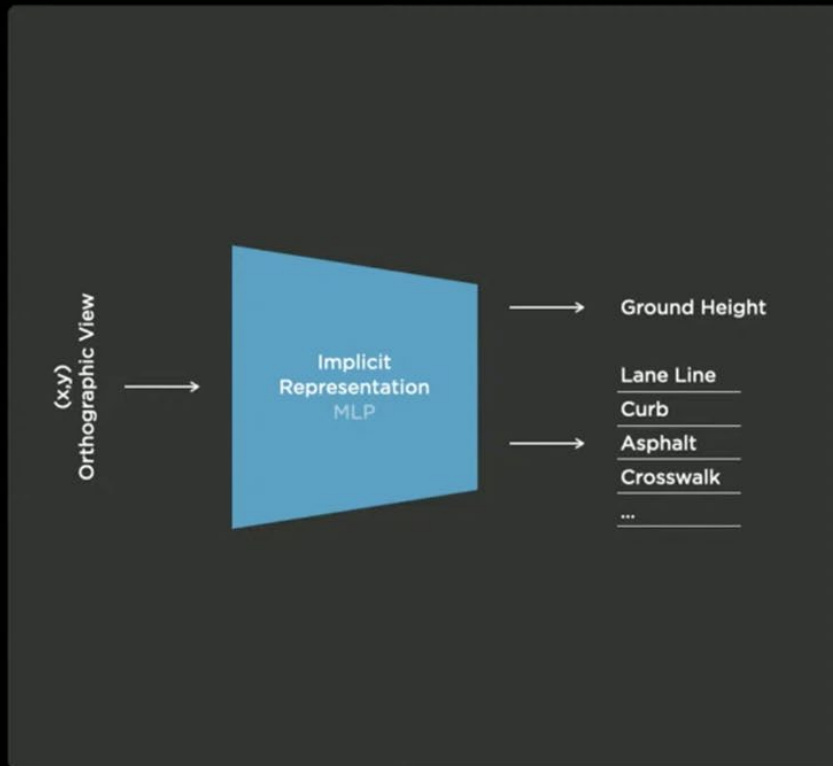 (x,y)
Orthographic View
Implicit
Representation
MLP
Ground Height
Lane Line
Curb
Asphalt
Crosswalk
...